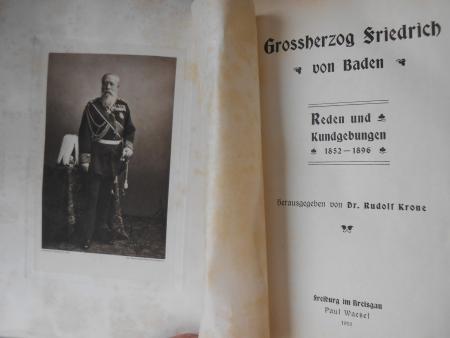 Grossherzog Friedrich
von Baden
Reden und
Kundgebungen
1852 — 1896
Herausgegeben von Dr. Rudolf Krone
Freiburg im Breisgau
Paul Waetzel